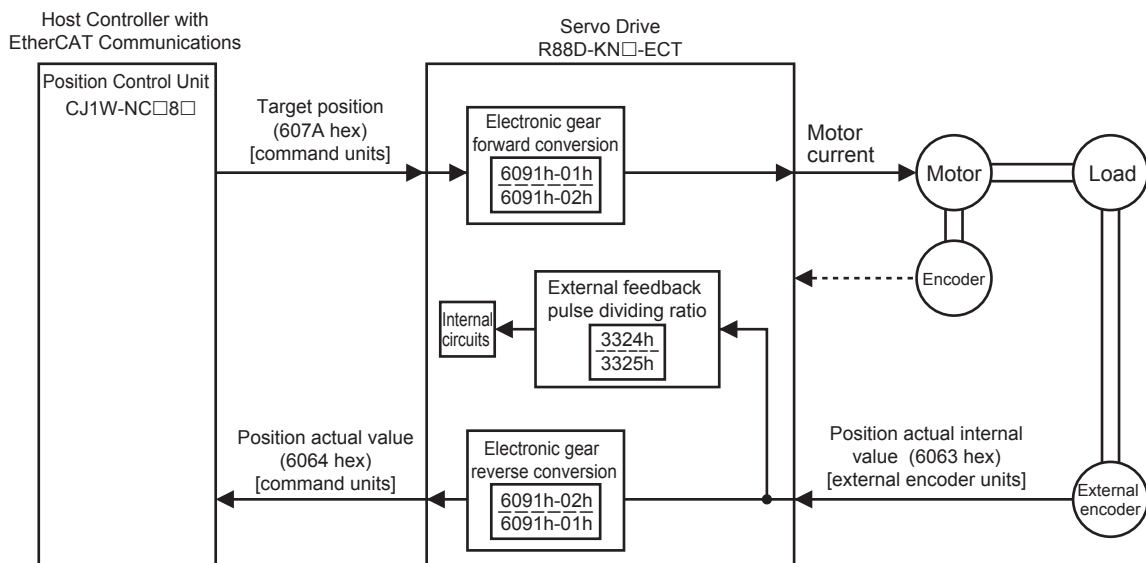 Host Controller with
EtherCAT Communications
Servo Drive
R88D-KN□-ECT
Position Control Unit
CJ1W-NC□8□
Target position
(607A hex)
[command units]
Electronic gear
forward conversion
6091h-01h
6091h-02h
Motor
current
Motor
Load
Encoder
External feedback
pulse dividing ratio
3324h
3325h
Internal
circuits
Position actual value
(6064 hex)
[command units]
Electronic gear
reverse conversion
6091h-02h
6091h-01h
Position actual internal
value (6063 hex)
[external encoder units]
External
encoder